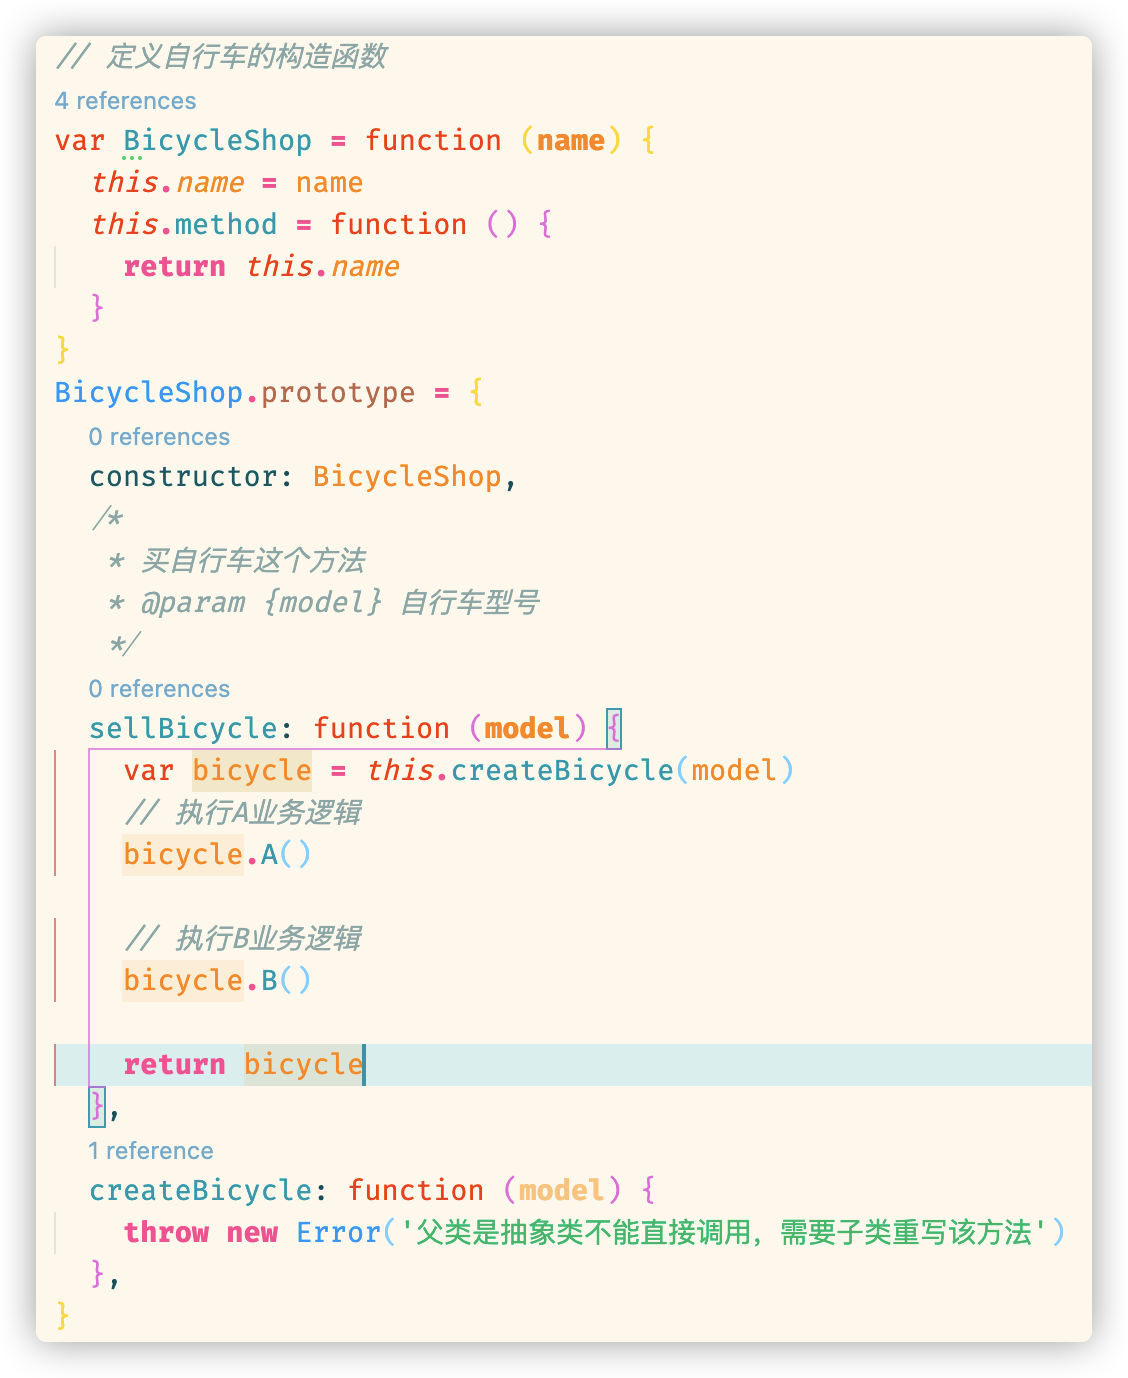 // 定义自行车的构造函数
4 references
var BicycleShop = function (name) {
this.name = name
this.method = function () {
return this.name
}
}
BicycleShop.prototype = {
0 references
constructor: BicycleShop,
/*
* 买自行车这个方法
* @param {model} 自行车型号
*/
0 references
sellBicycle: function (model) {
var bicycle = this.createBicycle(model)
// 执行A业务逻辑
bicycle.A()
// 执行B业务逻辑
bicycle.B()
return bicycle
},
1 reference
createBicycle: function (model) {
throw new Error('父类是抽象类不能直接调用，需要子类重写该方法')
},
}